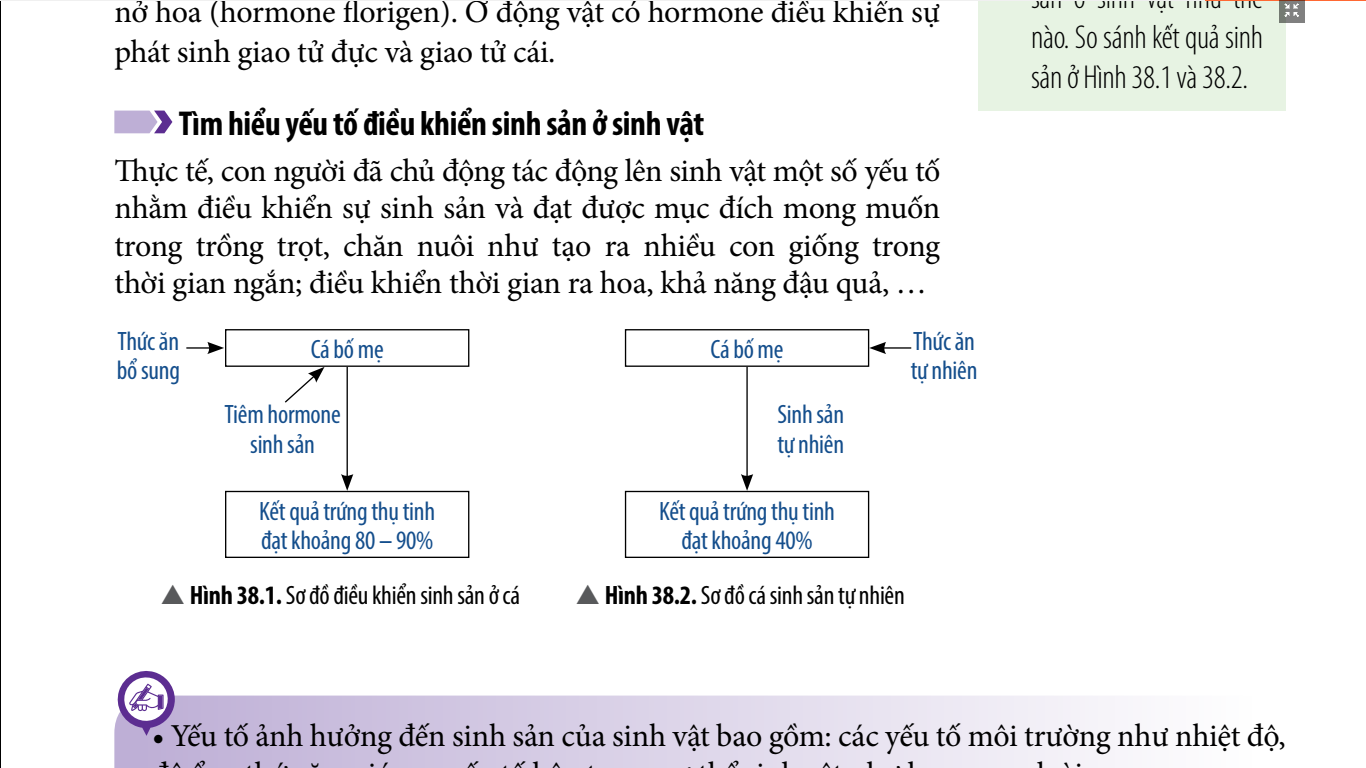 nở hoa (hormone florigen). Ở động vật có hormone điều khiển sự
phát sinh giao tử đực và giao tử cái.
sản ở sinh vật như thế
nào. So sánh kết quả sinh
sản ở Hình 38.1 và 38.2.
Tìm hiểu yếu tố điều khiển sinh sản ở sinh vật
Thực tế, con người đã chủ động tác động lên sinh vật một số yếu tố
nhằm điều khiển sự sinh sản và đạt được mục đích mong muốn
trong trồng trọt, chăn nuôi như tạo ra nhiều con giống trong
thời gian ngắn; điều khiển thời gian ra hoa, khả năng đậu quả, …
Thức ăn
bổ sung
Cá bố mẹ
Tiêm hormone
sinh sản
Kết quả trứng thụ tinh
đạt khoảng 80 – 90%
▲ Hình 38.1. Sơ đồ điều khiển sinh sản ở cá
Cá bố mẹ
Thức ăn
tự nhiên
Sinh sản
tự nhiên
Kết quả trứng thụ tinh
đạt khoảng 40%
▲ Hình 38.2. Sơ đồ cá sinh sản tự nhiên
• Yếu tố ảnh hưởng đến sinh sản của sinh vật bao gồm: các yếu tố môi trường như nhiệt độ,